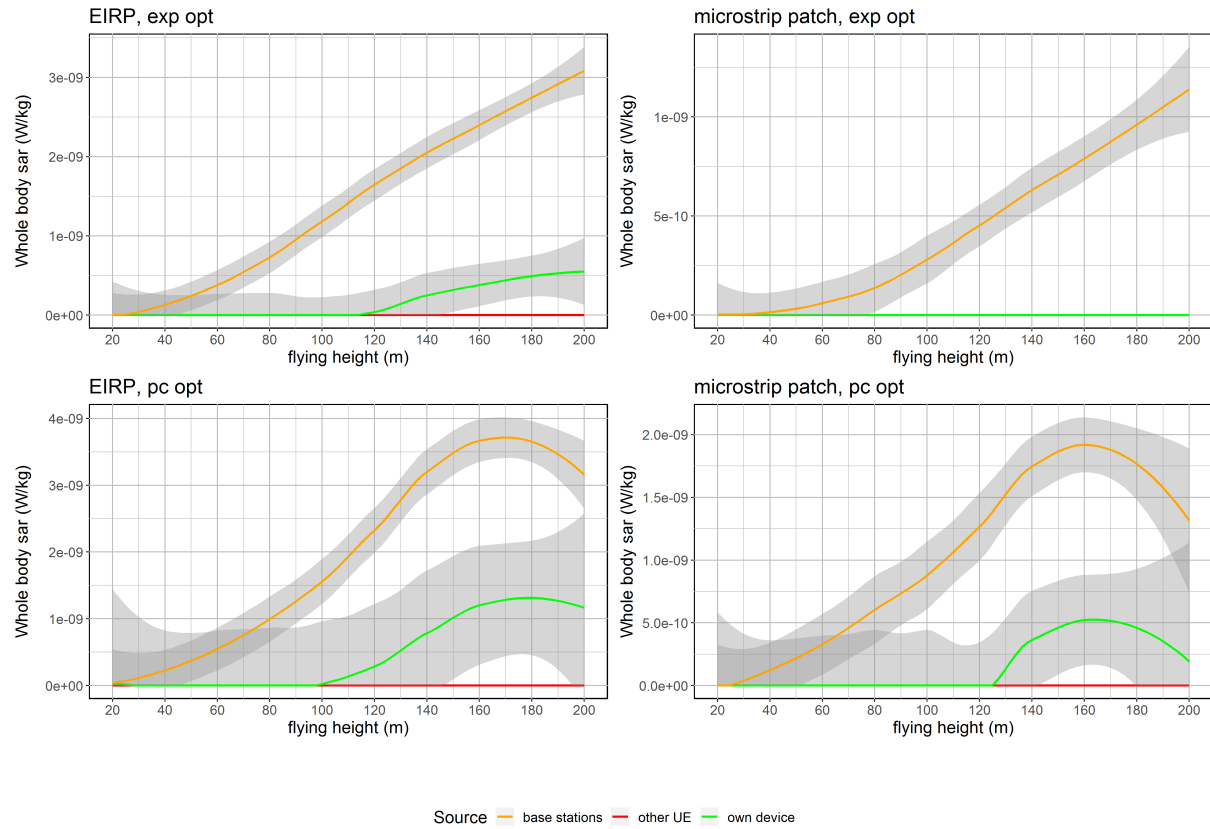 EIRP, exp opt
Whole body sar (W/kg)
3e-09
2e-09
1e-09
0e+00
20 40 60 80 100 120 140 160 180 200
flying height (m)
microstrip patch, exp opt
Whole body sar (W/kg)
1e-09
5e-10
0e+00
20 40 60 80 100 120 140 160 180 200
flying height (m)
EIRP, pc opt
Whole body sar (W/kg)
4e-09
3e-09
2e-09
1e-09
0e+00
20 40 60 80 100 120 140 160 180 200
flying height (m)
microstrip patch, pc opt
Whole body sar (W/kg)
2.0e-09
1.5e-09
1.0e-09
5.0e-10
0.0e+00
20 40 60 80 100 120 140 160 180 200
flying height (m)
Source base stations other UE own device